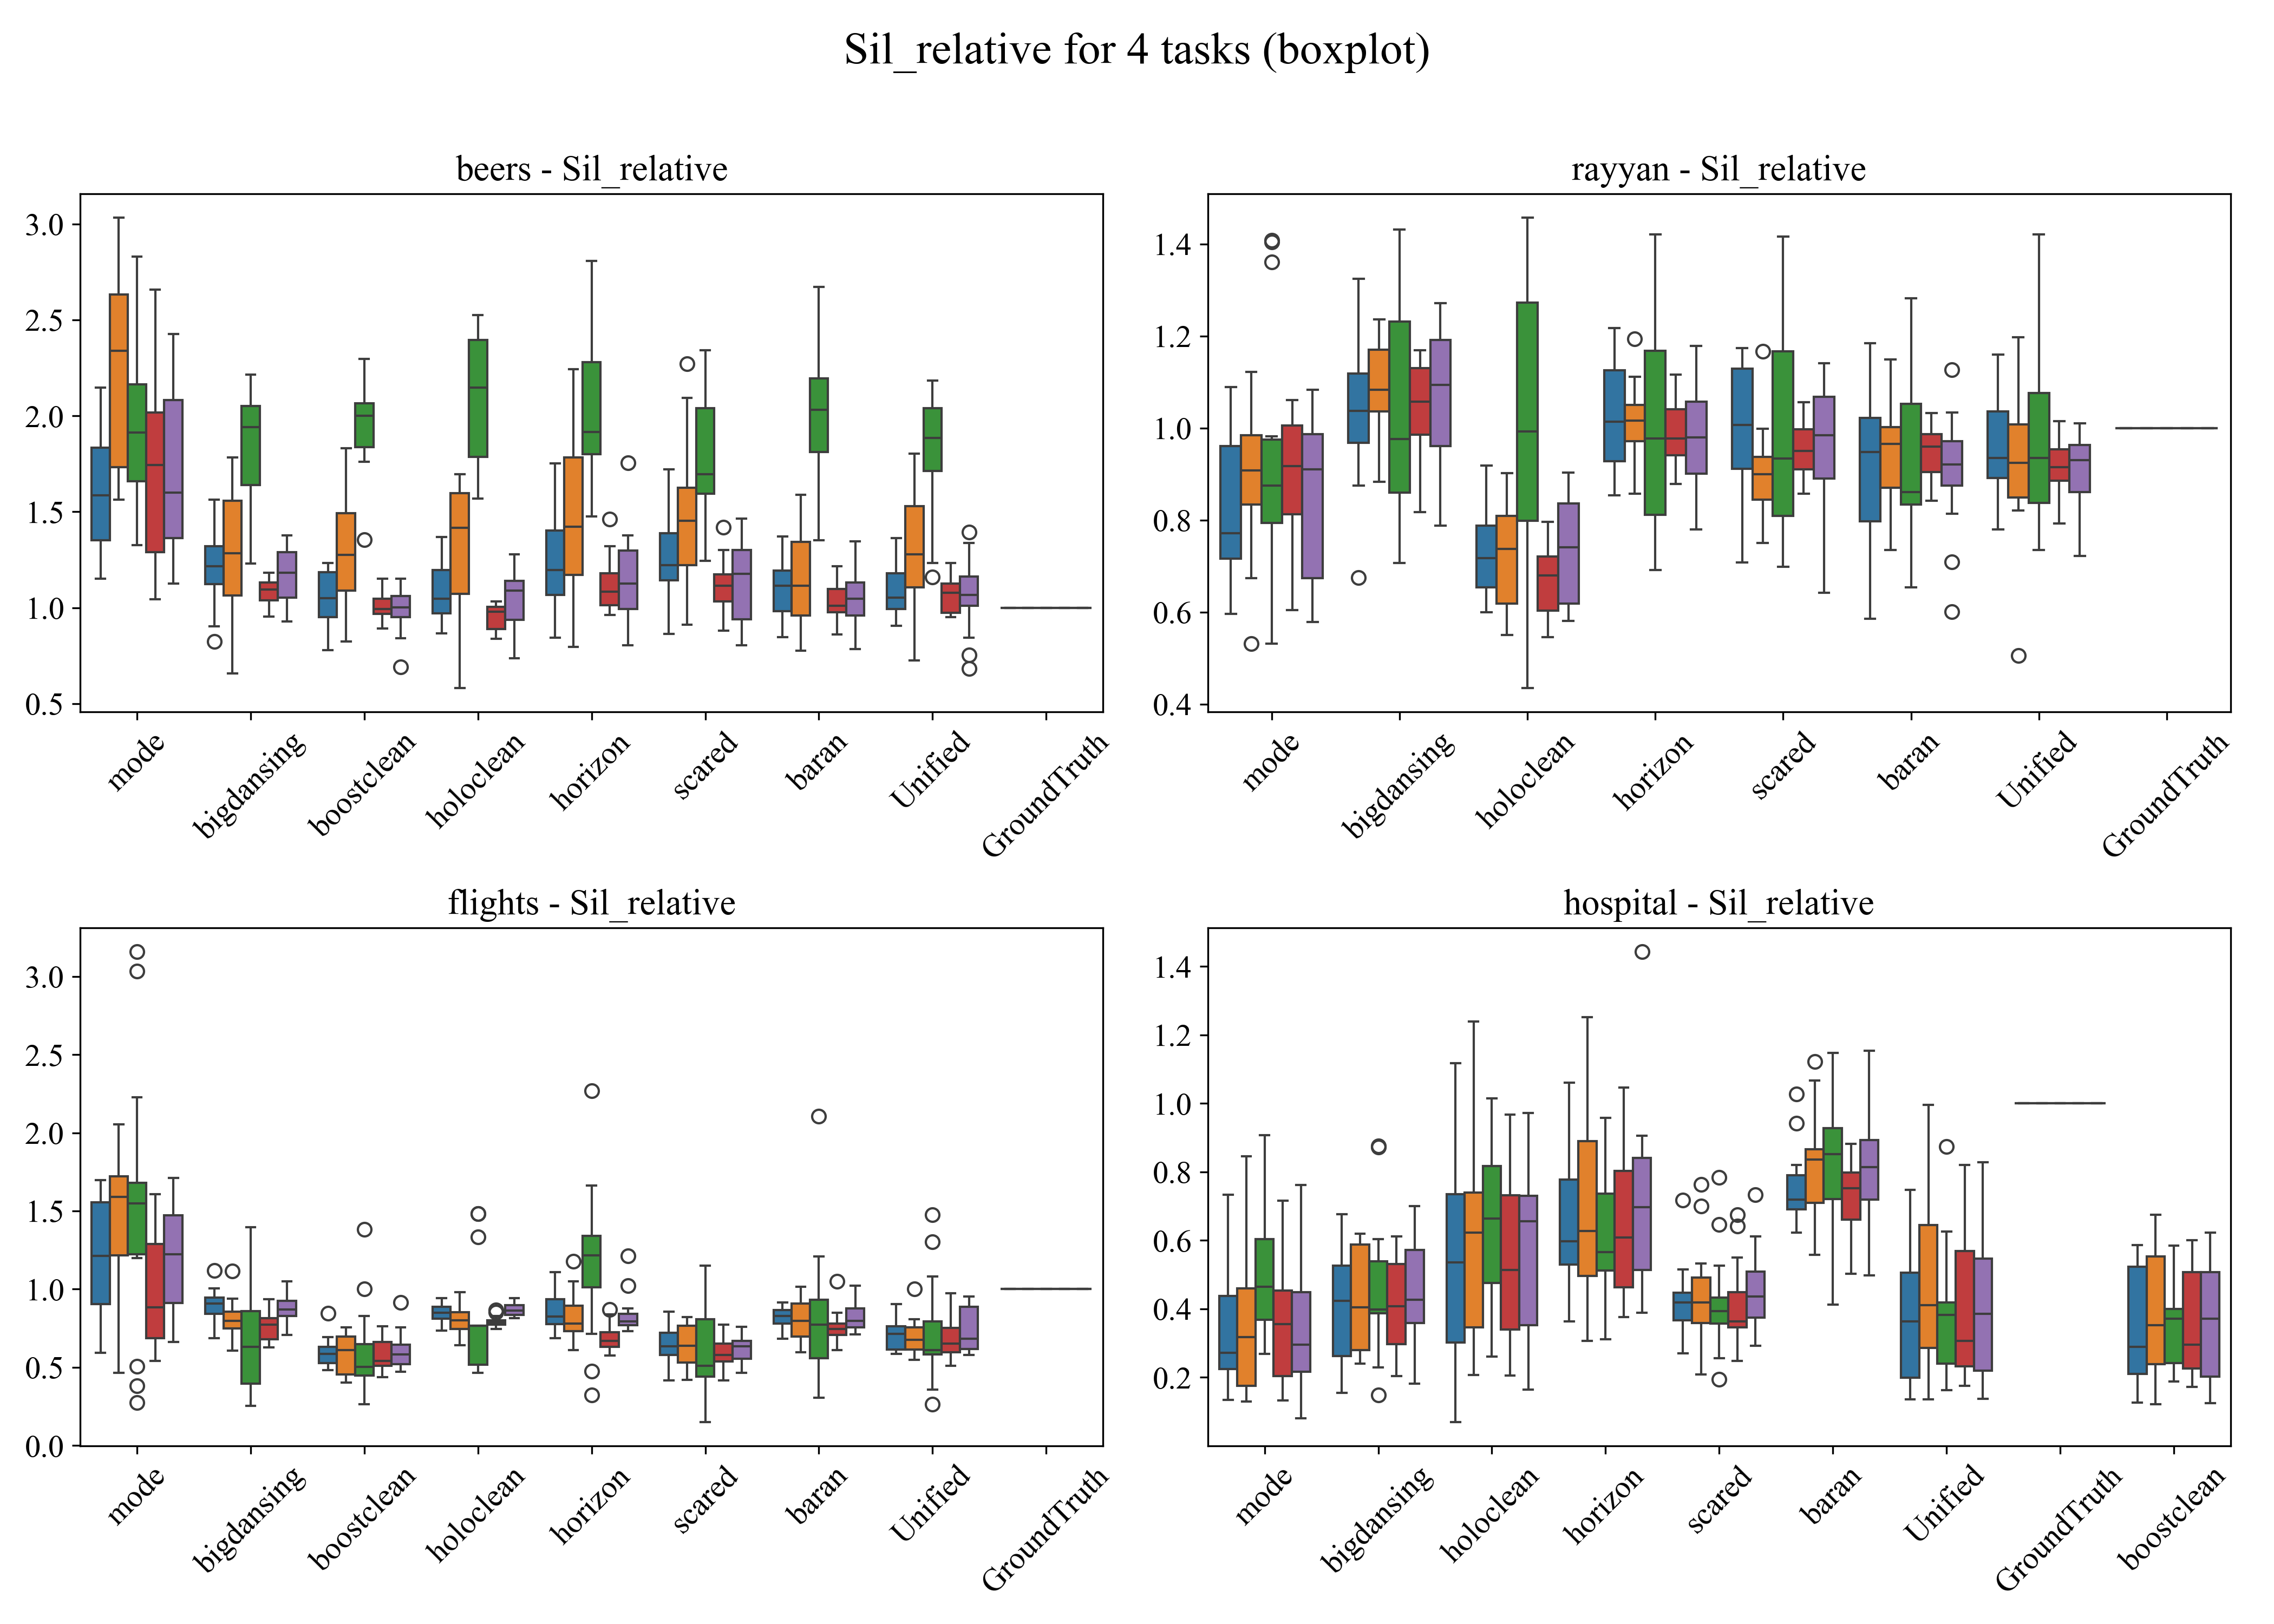 Sil_relative for 4 tasks (boxplot)
beers - Sil_relative
3.0
2.5
2.0
1.5
1.0
0.5
mode
bigdansing
boostclean
holoclean
horizon
scared
baran
Unified
GroundTruth
rayyan - Sil_relative
1.4
1.2
1.0
0.8
0.6
0.4
mode
bigdansing
holoclean
horizon
scared
baran
Unified
GroundTruth
flights - Sil_relative
3.0
2.5
2.0
1.5
1.0
0.5
0.0
mode
bigdansing
boostclean
holoclean
horizon
scared
baran
Unified
GroundTruth
hospital - Sil_relative
1.4
1.2
1.0
0.8
0.6
0.4
0.2
mode
bigdansing
holoclean
horizon
scared
baran
Unified
GroundTruth
boostclean